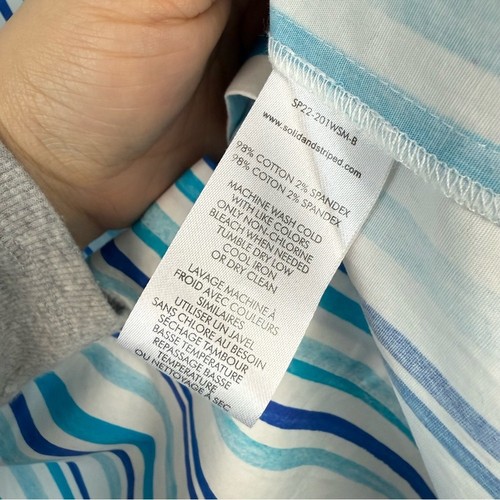 SP22-201WSM-B
www.solidandstriped.com
98% COTTON 2% SPANDEX
98% COTON 2% SPANDEX
MACHINE WASH COLD
WITH LIKE COLORS
ONLY NON-CHLORINE
BLEACH WHEN NEEDED
TUMBLE DRY LOW
COOL IRON
OR DRY CLEAN
LAVAGE MACHINE À
FROID AVEC COULEURS
SIMILAIRES
UTILISER UN JAVEL
SANS CHLORE AU BESOIN
SÉCHAGE TAMBOUR
BASSE TEMPÉRATURE
REPASSAGE BASSE
TEMPÉRATURE
OU NETTOYAGE À SEC